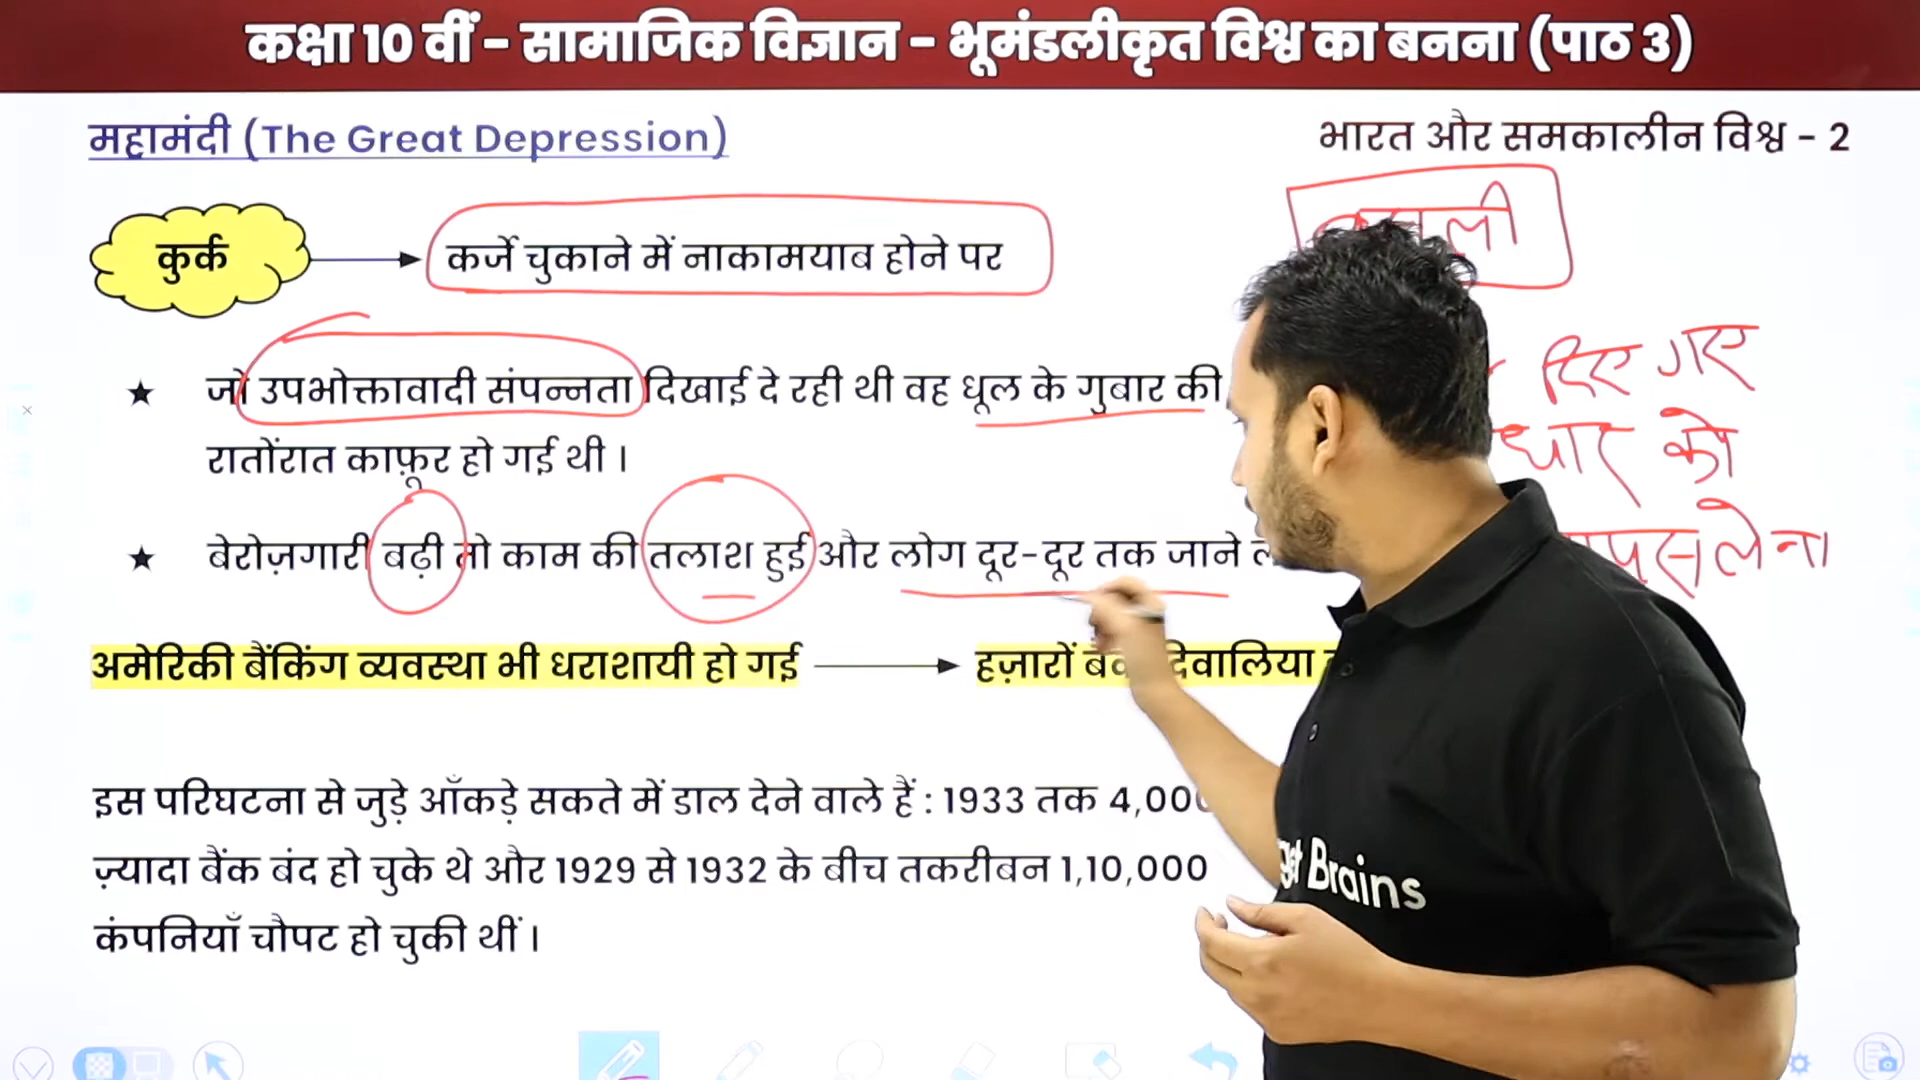 कक्षा 10 वीं - सामाजिक विज्ञान - भूमंडलीकृत विश्व का बनना (पाठ 3)
महामंदी (The Great Depression)
भारत और समकालीन विश्व - 2
कुर्क
कर्जे चुकाने में नाकामयाब होने पर
★ जो उपभोक्तावादी संपन्नता दिखाई दे रही थी वह धूल के गुबार की
दिए गए
रातोंरात काफ़ूर हो गई थी।
को
★ बेरोज़गारी बढ़ी तो काम की तलाश हुई और लोग दूर-दूर तक जाने
लेना
अमेरिकी बैंकिंग व्यवस्था भी धराशायी हो गई
हज़ारों दिवालिया
इस परिघटना से जुड़े आँकड़े सकते में डाल देने वाले हैं : 1933 तक 4,000
ज़्यादा बैंक बंद हो चुके थे और 1929 से 1932 के बीच तकरीबन 1,10,000
Brains
कंपनियाँ चौपट हो चुकी थीं।